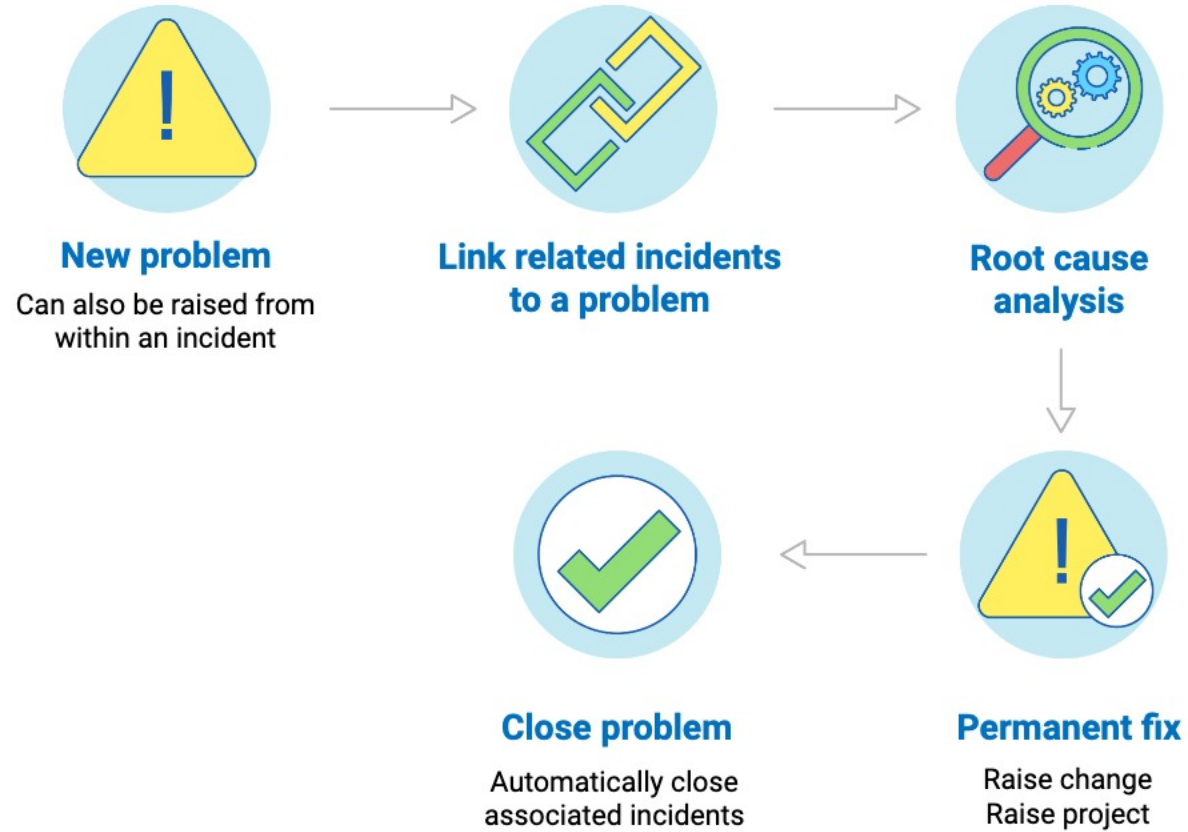 New problem
Can also be raised from
within an incident
Link related incidents
to a problem
Root cause
analysis
Permanent fix
Raise change
Raise project
Close problem
Automatically close
associated incidents